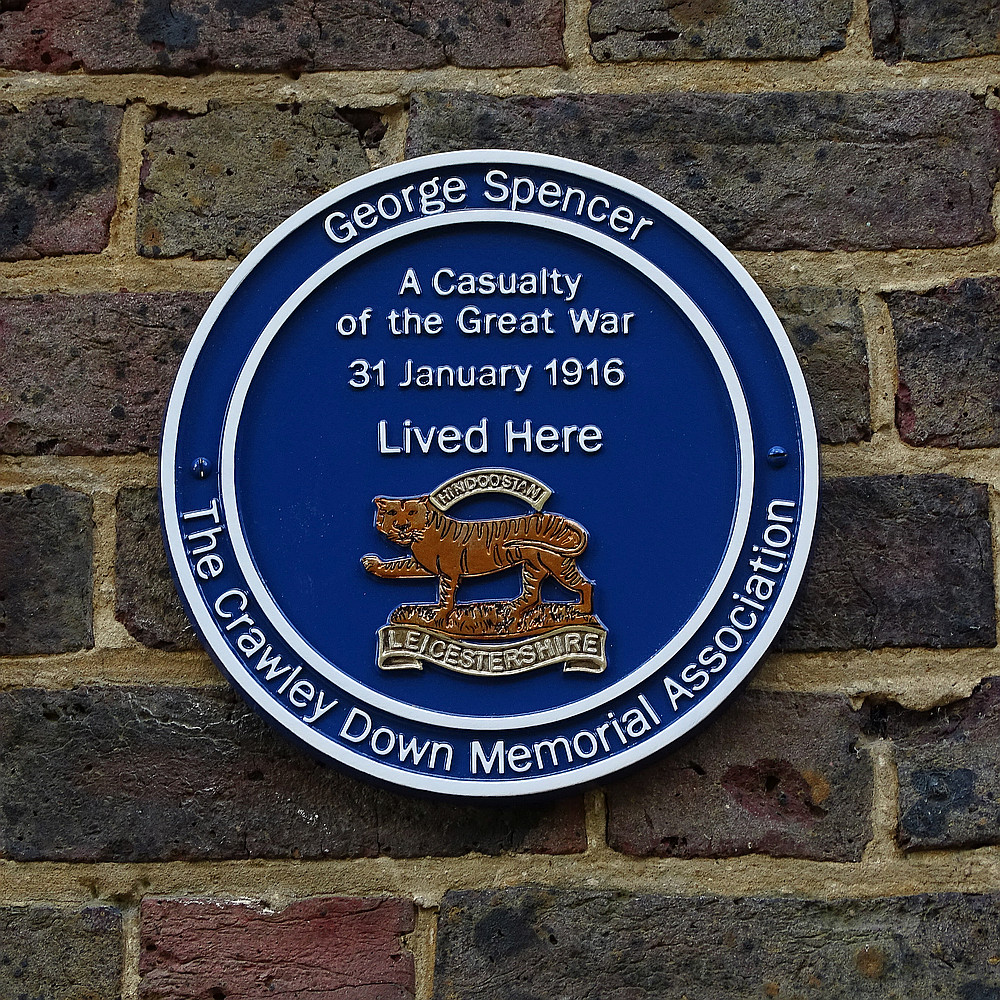 George Spencer
A Casualty
of the Great War
31 January 1916
Lived Here
HINDOOSTAN
LEICESTERSHIRE
The Crawley Down Memorial Association